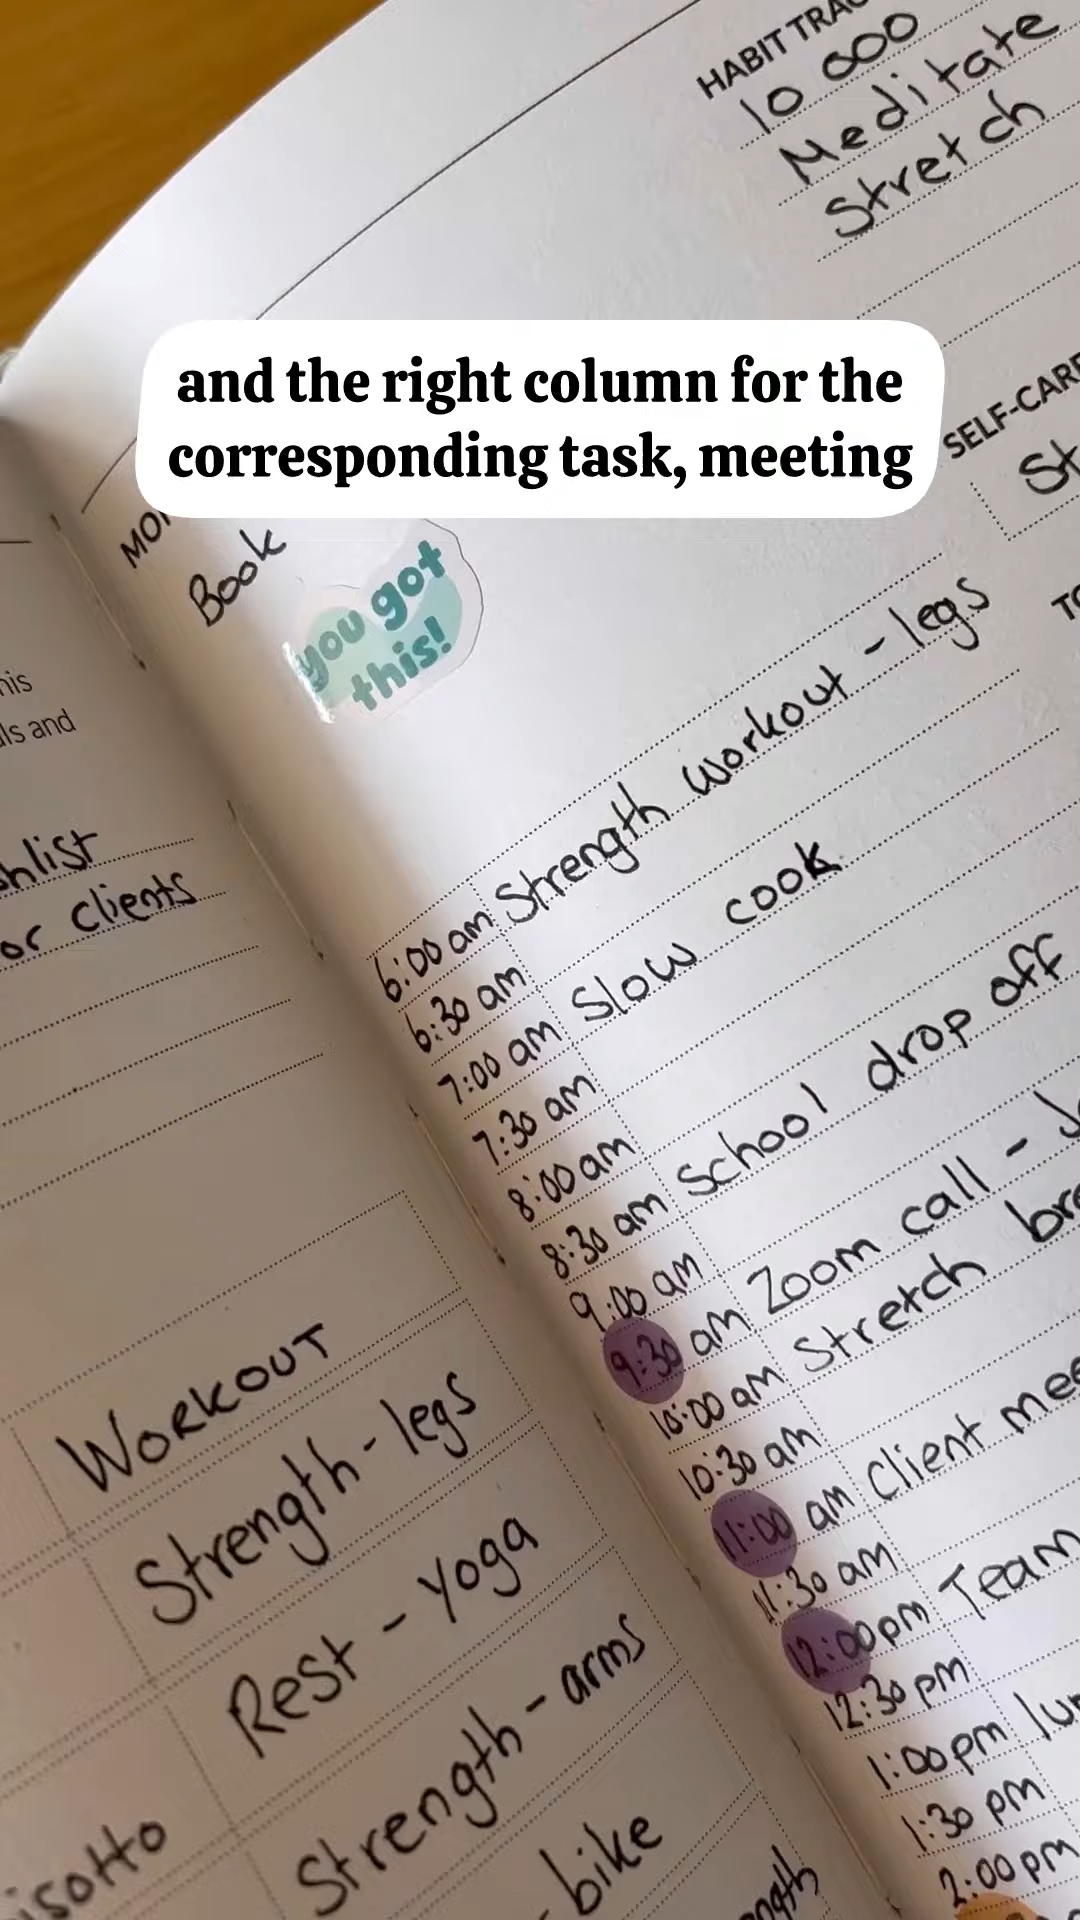 HABIT
10 000
Meditate
Stretch
and the right column for the
corresponding task, meeting
SELF-CARE
Book
you got
this!
6:00 am Strength workout - legs
6:30 am
7:00 am Slow cook
7:30 am
8:00 am
8:30 am School drop off
9:00 am
9:30 am Zoom call -
10:00 am Stretch
10:30 am
11:00 am Client
11:30 am
12:00 pm Team
12:30 pm
1:00 pm
1:30 pm
2:00 pm
and
clients
WORKOUT
Strength - legs
Rest - Yoga
Strength - arms
- bike